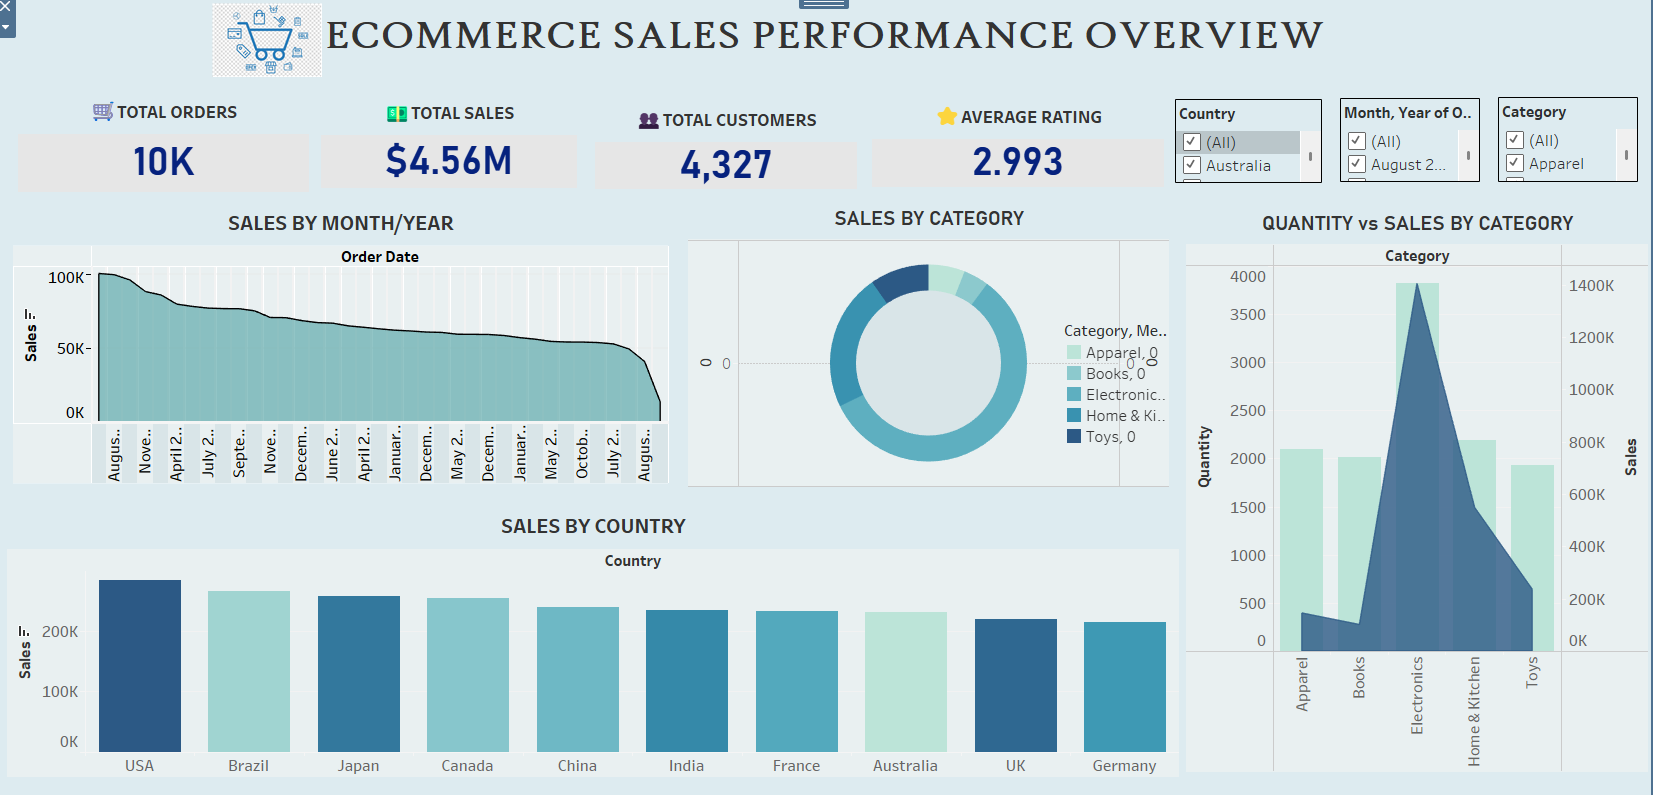 ECOMMERCE SALES PERFORMANCE OVERVIEW
TOTAL ORDERS
10K
TOTAL SALES
$4.56M
TOTAL CUSTOMERS
4,327
AVERAGE RATING
2.993
Country
(All)
Australia
Month, Year of O..
(All)
August 2...
Category
(All)
Apparel
SALES BY MONTH/YEAR
Order Date
100K
50K
0K
Sales
Augus..
Nove..
April 2..
July 2..
Septe..
Nove..
Decem..
June 2..
April 2..
Januar..
Decem..
May 2..
Decem..
Januar..
May 2..
Octob..
July 2..
Augus..
SALES BY CATEGORY
0
0
0
0
Category, Me..
Apparel, 0
Books, 0
Electronic..
Home & Ki..
Toys, 0
QUANTITY vs SALES BY CATEGORY
Category
4000
3500
3000
2500
2000
1500
1000
500
0
Quantity
1400K
1200K
1000K
800K
600K
400K
200K
0K
Sales
Apparel
Books
Electronics
Home & Kitchen
Toys
SALES BY COUNTRY
Country
Sales
200K
100K
0K
USA
Brazil
Japan
Canada
China
India
France
Australia
UK
Germany